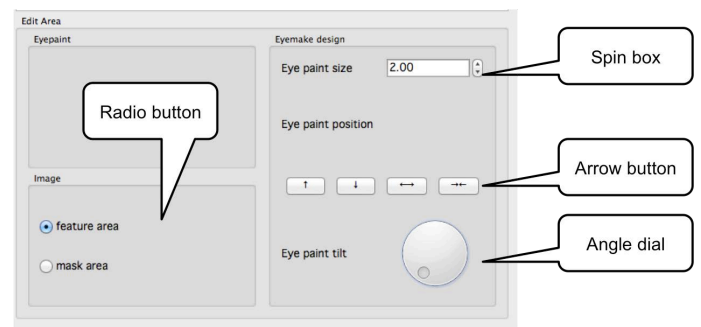 Edit Area
Eyepaint
Eyemake design
Eye paint size 2.00
Spin box
Radio button
Eye paint position
Image
↑ ↓ ←→ →←
Arrow button
feature area
mask area
Eye paint tilt
Angle dial